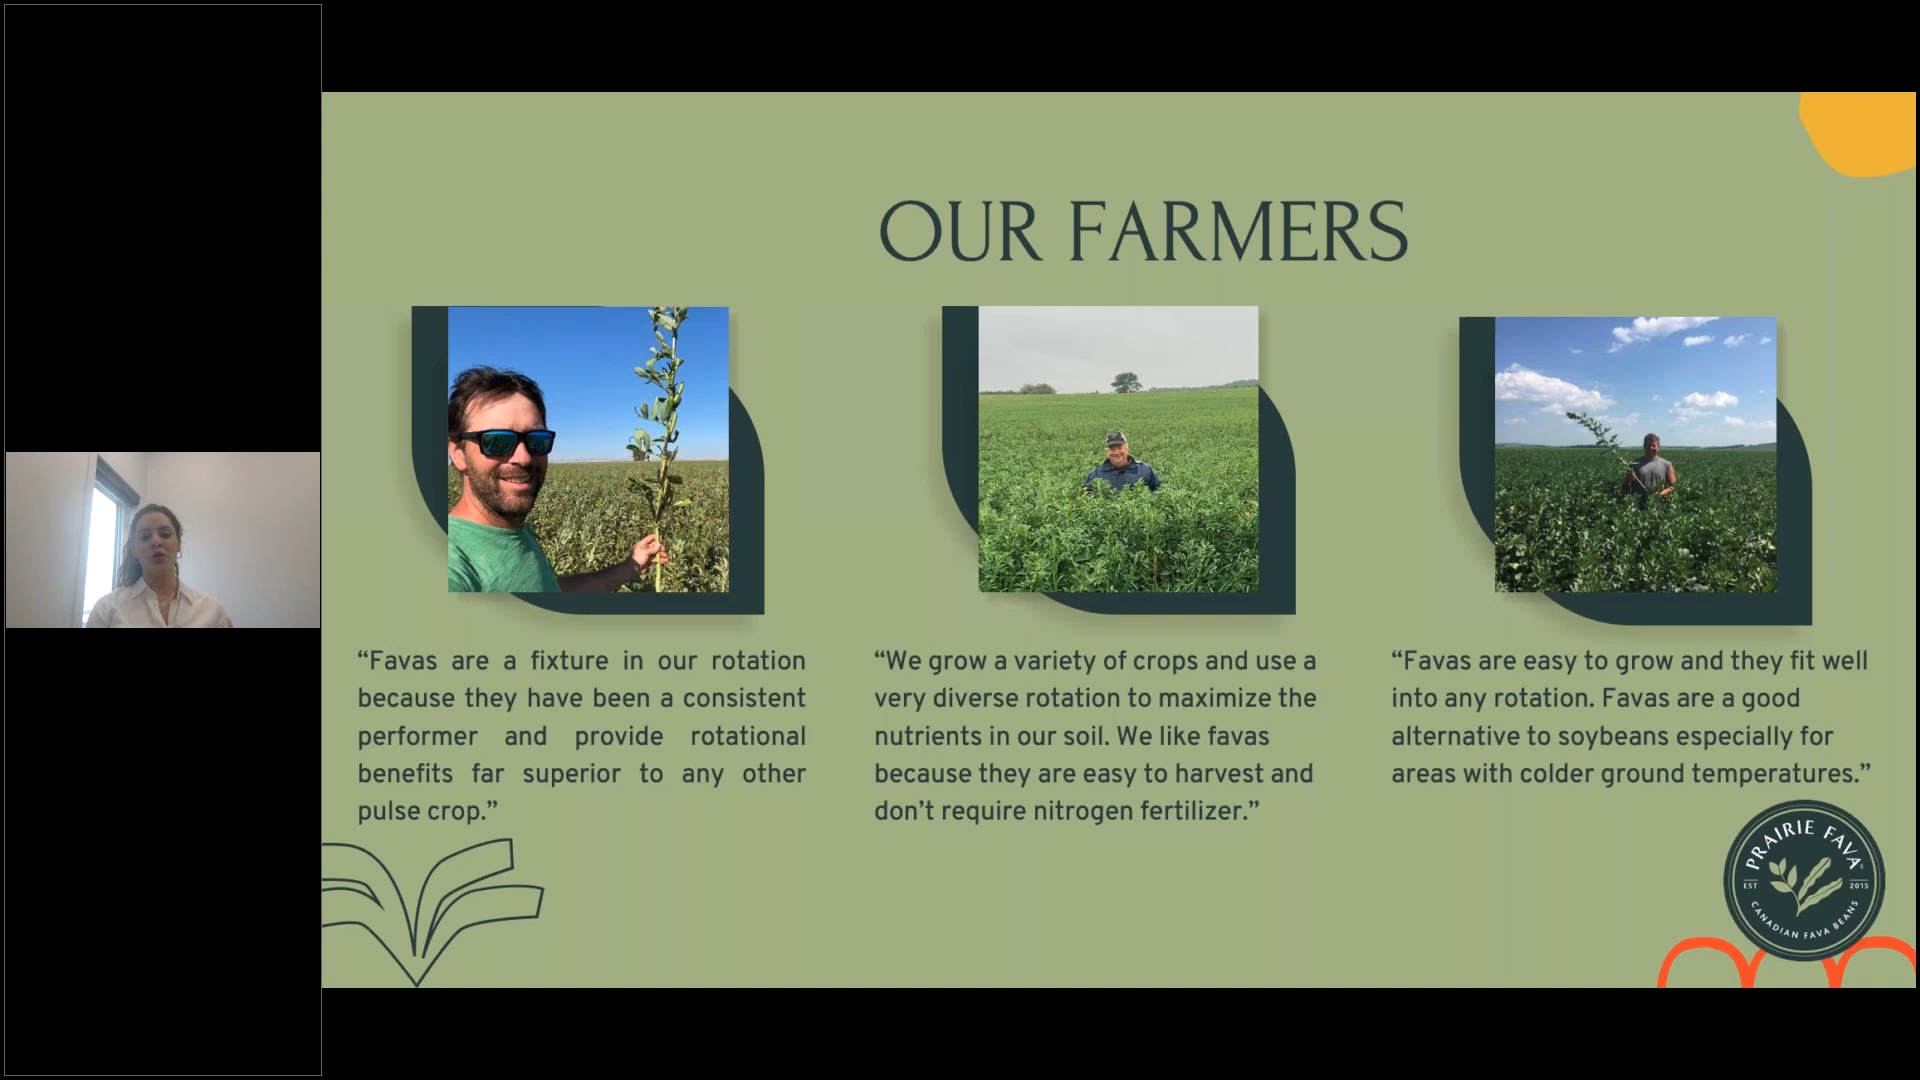 OUR FARMERS
“Favas are a fixture in our rotation
because they have been a consistent
performer and provide rotational
benefits far superior to any other
pulse crop.”
“We grow a variety of crops and use a
very diverse rotation to maximize the
nutrients in our soil. We like favas
because they are easy to harvest and
don’t require nitrogen fertilizer.”
“Favas are easy to grow and they fit well
into any rotation. Favas are a good
alternative to soybeans especially for
areas with colder ground temperatures.”
PRAIRIE FAVA
EST 2015
CANADIAN FAVA BEANS